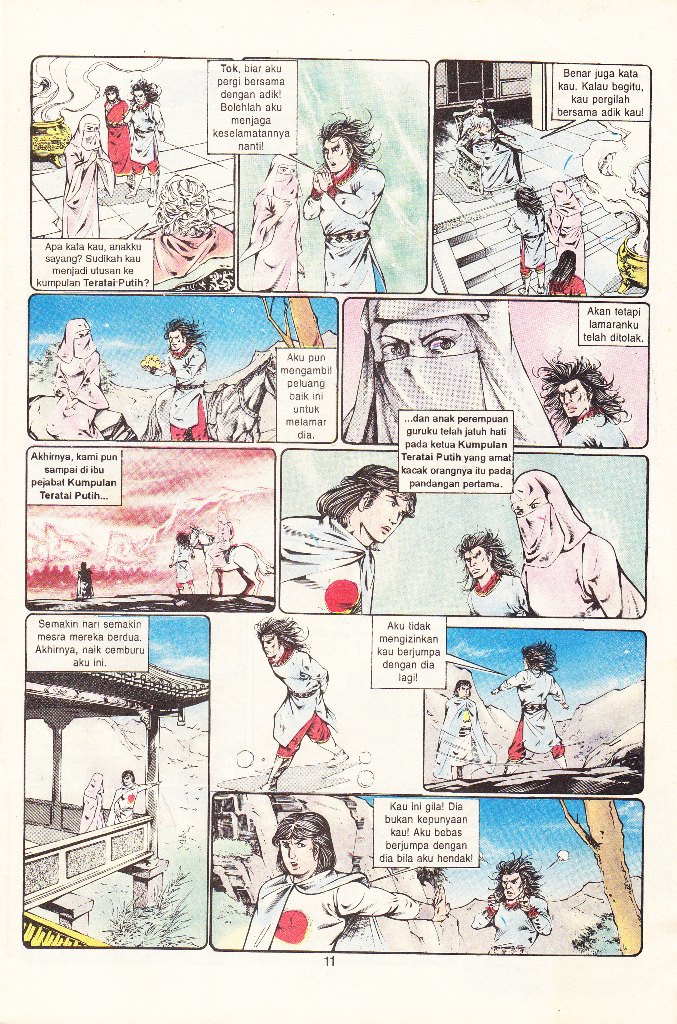 Apa kata kau, anakku
sayang? Sudikah kau
menjadi utusan ke
kumpulan Teratai Putih?
Tok, biar aku
pergi bersama
dengan adik!
Bolehlah aku
menjaga
keselamatannya
nanti!
Benar juga kata
kau. Kalau begitu,
kau pergilah
bersama adik kau!
Aku pun
mengambil
peluang
baik ini
untuk
melamar
dia.
Akan tetapi
lamaranku
telah ditolak.
...dan anak perempuan
guruku telah jatuh hati
pada ketua Kumpulan
Teratai Putih yang amat
kacak orangnya itu pada
pandangan pertama.
Akhirnya, kami pun
sampai di ibu
pejabat Kumpulan
Teratai Putih...
Semakin hari semakin
mesra mereka berdua.
Akhirnya, naik cemburu
aku ini.
Aku tidak
mengizinkan
kau berjumpa
dengan dia
lagi!
Kau ini gila! Dia
bukan kepunyaan
kau! Aku bebas
berjumpa dengan
dia bila aku hendak!
11